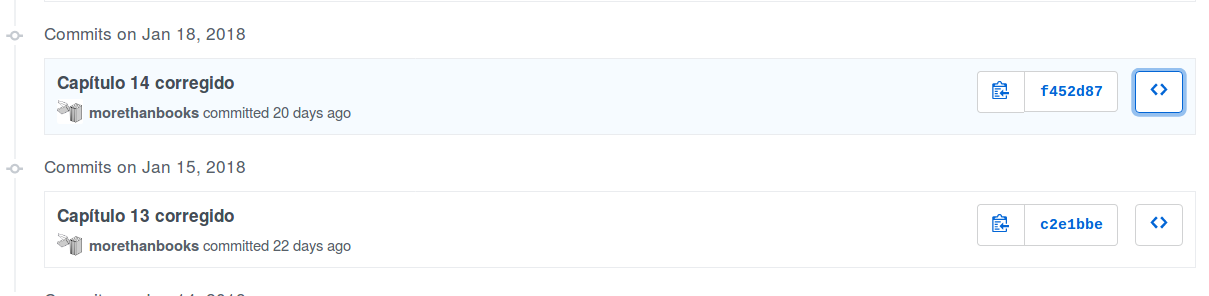 Commits on Jan 18, 2018
Capítulo 14 corregido
f452d87
morethanbooks committed 20 days ago
Commits on Jan 15, 2018
Capítulo 13 corregido
c2e1bbe
morethanbooks committed 22 days ago